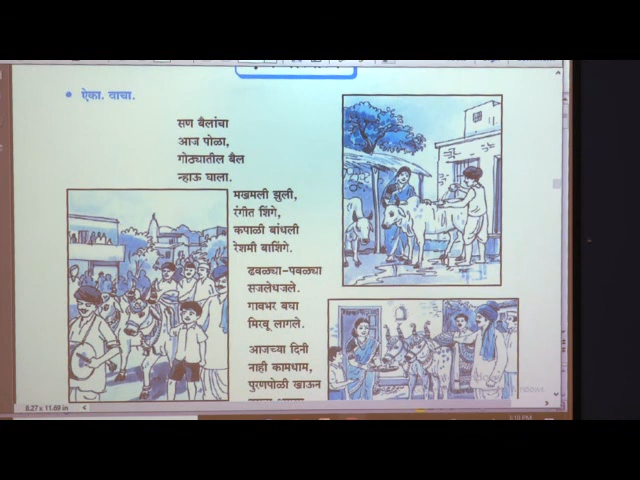 • ऐका. वाचा.
सण बैलांचा
आज पोळा,
गोठ्यातील बैल
न्हाऊ घाला.
मखमली झुली,
रंगीत शिंगे,
कपाळी बांधली
रेशमी बाशिंगे.
ढवळ्या-पवळ्या
सजलेधजले.
गावभर बघा
मिरवू लागले.
आजच्या दिनी
नाही कामधाम,
पुरणपोळी खाऊन
8.27 x 11.69 in